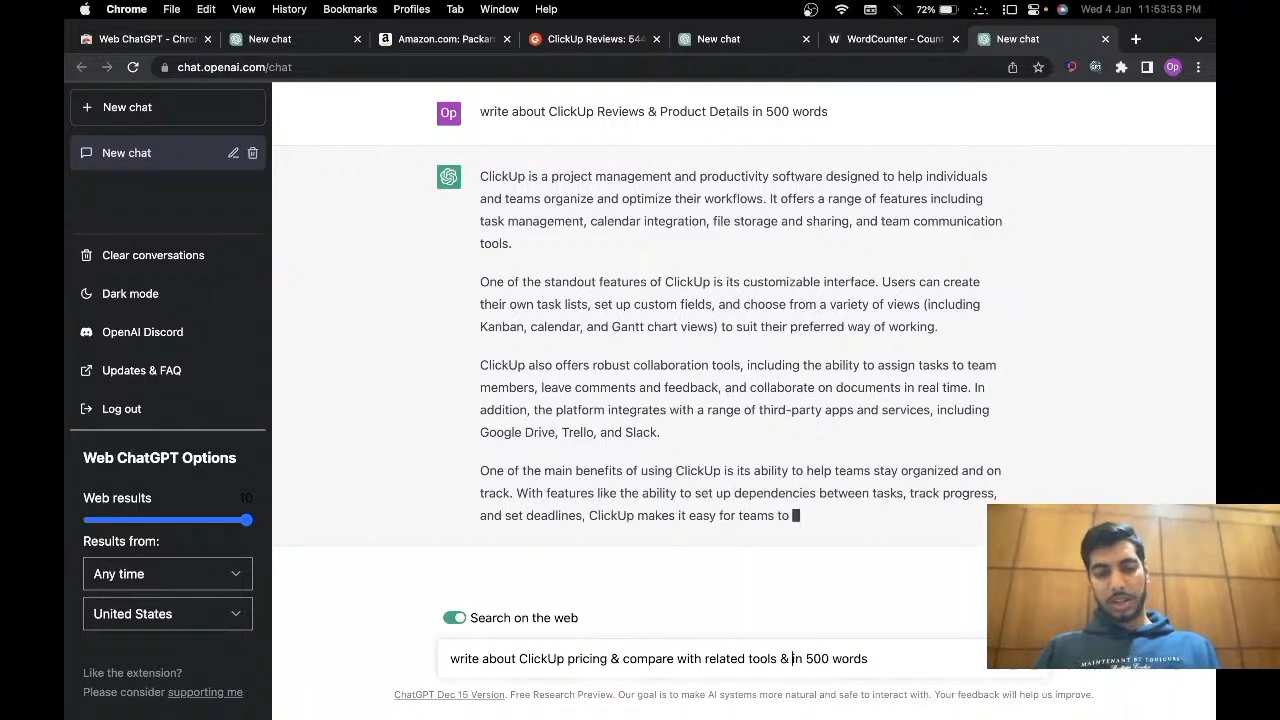 Chrome File Edit View History Bookmarks Profiles Tab Window Help 72% Wed 4 Jan 11:53:53 PM
Web ChatGPT - Chro New chat Amazon.com: Packa ClickUp Reviews: 544 New chat WordCounter - Count New chat
chat.openai.com/chat Op
New chat
New chat
Clear conversations
Dark mode
OpenAI Discord
Updates & FAQ
Log out
Web ChatGPT Options
Web results 10
Results from:
Any time
United States
Like the extension?
Please consider supporting me
Op write about ClickUp Reviews & Product Details in 500 words
ClickUp is a project management and productivity software designed to help individuals
and teams organize and optimize their workflows. It offers a range of features including
task management, calendar integration, file storage and sharing, and team communication
tools.
One of the standout features of ClickUp is its customizable interface. Users can create
their own task lists, set up custom fields, and choose from a variety of views (including
Kanban, calendar, and Gantt chart views) to suit their preferred way of working.
ClickUp also offers robust collaboration tools, including the ability to assign tasks to team
members, leave comments and feedback, and collaborate on documents in real time. In
addition, the platform integrates with a range of third-party apps and services, including
Google Drive, Trello, and Slack.
One of the main benefits of using ClickUp is its ability to help teams stay organized and on
track. With features like the ability to set up dependencies between tasks, track progress,
and set deadlines, ClickUp makes it easy for teams to
Search on the web
write about ClickUp pricing & compare with related tools & in 500 words
ChatGPT Dec 15 Version. Free Research Preview. Our goal is to make AI systems more natural and safe to interact with. Your feedback will help us improve.
MAINTENANT ET TOUJOURS